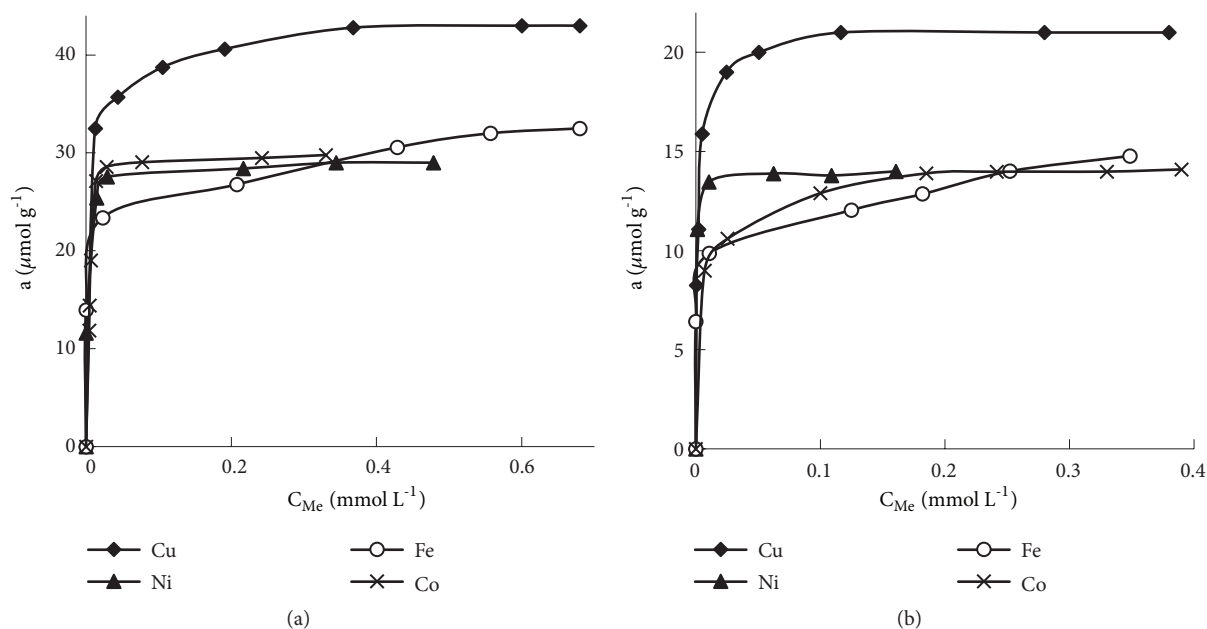 a (μmol g⁻¹)
40
30
20
10
0
0
0.2
0.4
0.6
C_Me (mmol L⁻¹)
Cu
Fe
Ni
Co
(a)
a (μmol g⁻¹)
20
15
10
5
0
0
0.1
0.2
0.3
0.4
C_Me (mmol L⁻¹)
Cu
Fe
Ni
Co
(b)